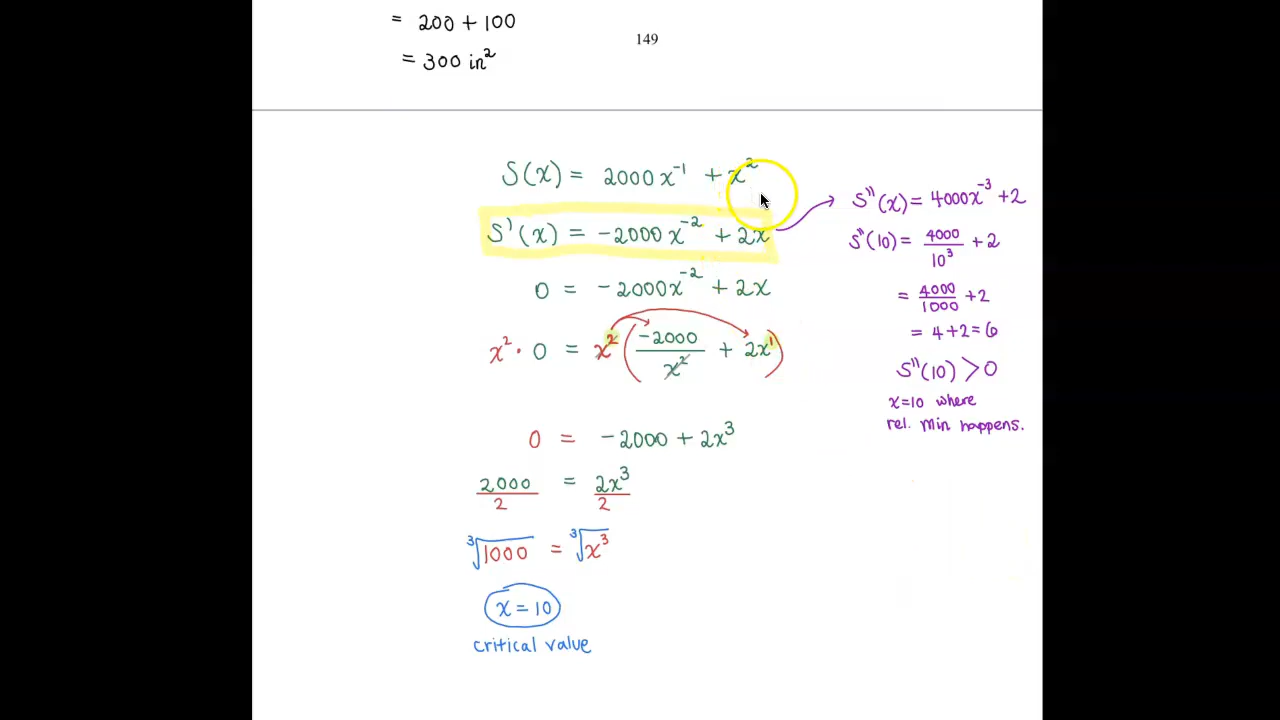 = 200 + 100
149
= 300 in²
S(x) = 2000x⁻¹ + x²
S'(x) = -2000x⁻² + 2x
0 = -2000x⁻² + 2x
x² · 0 = x² ( -2000 / x² + 2x¹ )
0 = -2000 + 2x³
2000 / 2 = 2x³ / 2
³√1000 = ³√x³
x = 10
critical value
S"(x) = 4000x⁻³ + 2
S"(10) = 4000 / 10³ + 2
= 4000 / 1000 + 2
= 4 + 2 = 6
S"(10) > 0
x=10 where
rel. min happens.